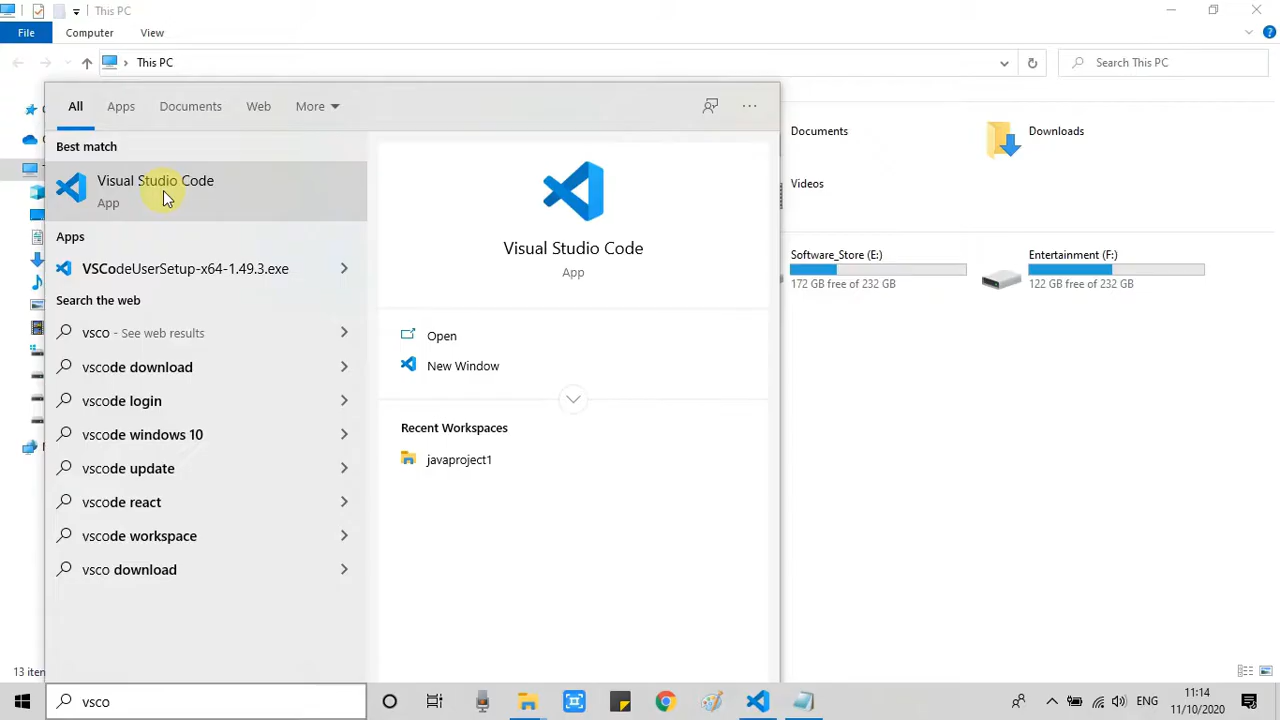 This PC
File
Computer
View
This PC
Search This PC
All
Apps
Documents
Web
More
Best match
Visual Studio Code
App
Apps
VSCodeUserSetup-x64-1.49.3.exe
Search the web
vsco - See web results
vscode download
vscode login
vscode windows 10
vscode update
vscode react
vscode workspace
vsco download
Visual Studio Code
App
Open
New Window
Recent Workspaces
javaproject1
Documents
Downloads
Videos
Software_Store (E:)
172 GB free of 232 GB
Entertainment (F:)
122 GB free of 232 GB
vsco
ENG
11:14
11/10/2020